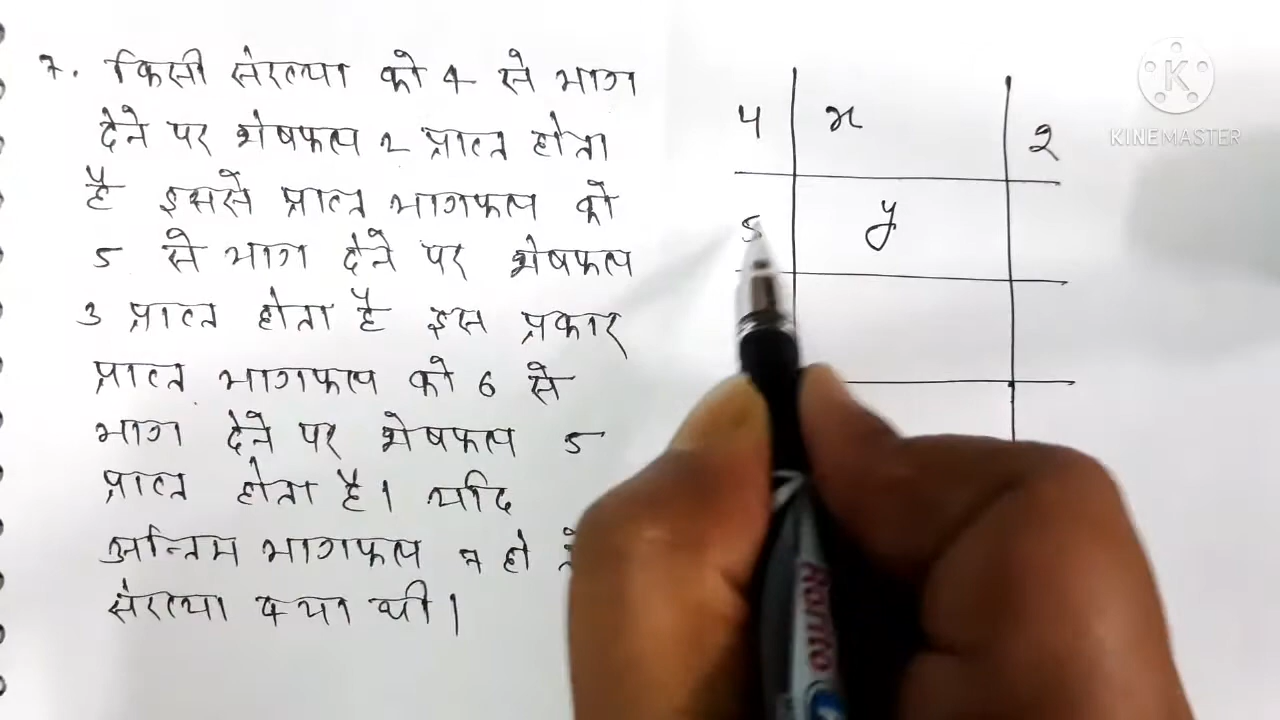 7. किसी संख्या को 4 से भाग
देने पर शेषफल 2 प्राप्त होता
है इससे प्राप्त भागफल को
5 से भाग देने पर शेषफल
3 प्राप्त होता है इस प्रकार
प्राप्त भागफल को 6 से
भाग देने पर शेषफल 5
प्राप्त होता है। यदि
अन्तिम भागफल 7 हो
संख्या क्या थी।
4 x 2
5 y
K
KINEMASTER